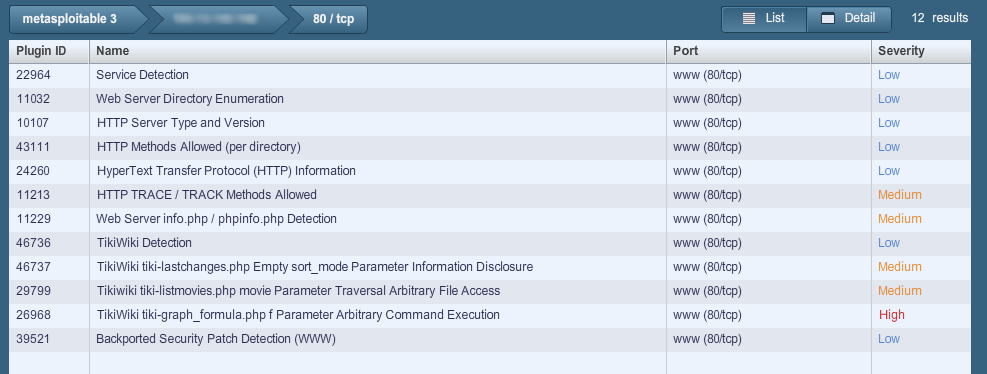 metasploitable 3 80 / tcp List Detail 12 results
Plugin ID Name Port Severity
22964 Service Detection www (80/tcp) Low
11032 Web Server Directory Enumeration www (80/tcp) Low
10107 HTTP Server Type and Version www (80/tcp) Low
43111 HTTP Methods Allowed (per directory) www (80/tcp) Low
24260 HyperText Transfer Protocol (HTTP) Information www (80/tcp) Low
11213 HTTP TRACE / TRACK Methods Allowed www (80/tcp) Medium
11229 Web Server info.php / phpinfo.php Detection www (80/tcp) Medium
46736 TikiWiki Detection www (80/tcp) Low
46737 TikiWiki tiki-lastchanges.php Empty sort_mode Parameter Information Disclosure www (80/tcp) Medium
29799 Tikiwiki tiki-listmovies.php movie Parameter Traversal Arbitrary File Access www (80/tcp) Medium
26968 TikiWiki tiki-graph_formula.php f Parameter Arbitrary Command Execution www (80/tcp) High
39521 Backported Security Patch Detection (WWW) www (80/tcp) Low